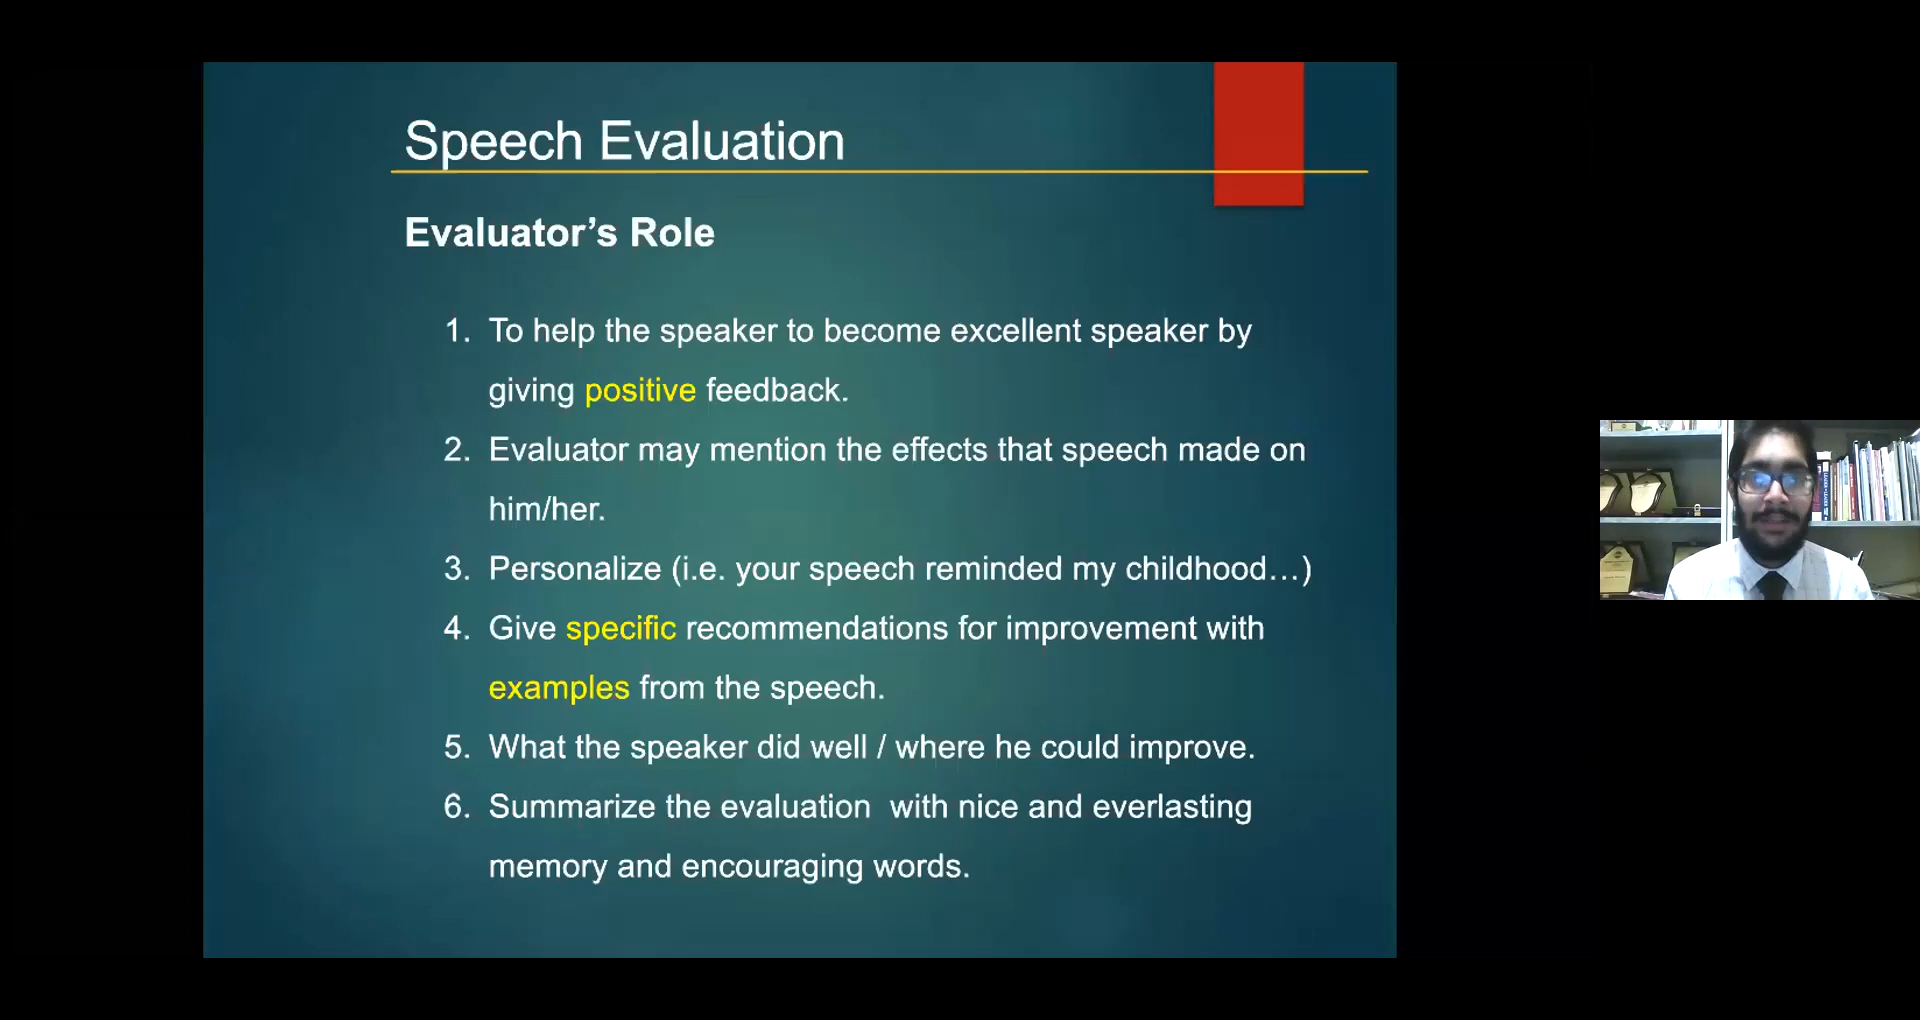 Speech Evaluation
Evaluator’s Role
1. To help the speaker to become excellent speaker by
giving positive feedback.
2. Evaluator may mention the effects that speech made on
him/her.
3. Personalize (i.e. your speech reminded my childhood…)
4. Give specific recommendations for improvement with
examples from the speech.
5. What the speaker did well / where he could improve.
6. Summarize the evaluation  with nice and everlasting
memory and encouraging words.